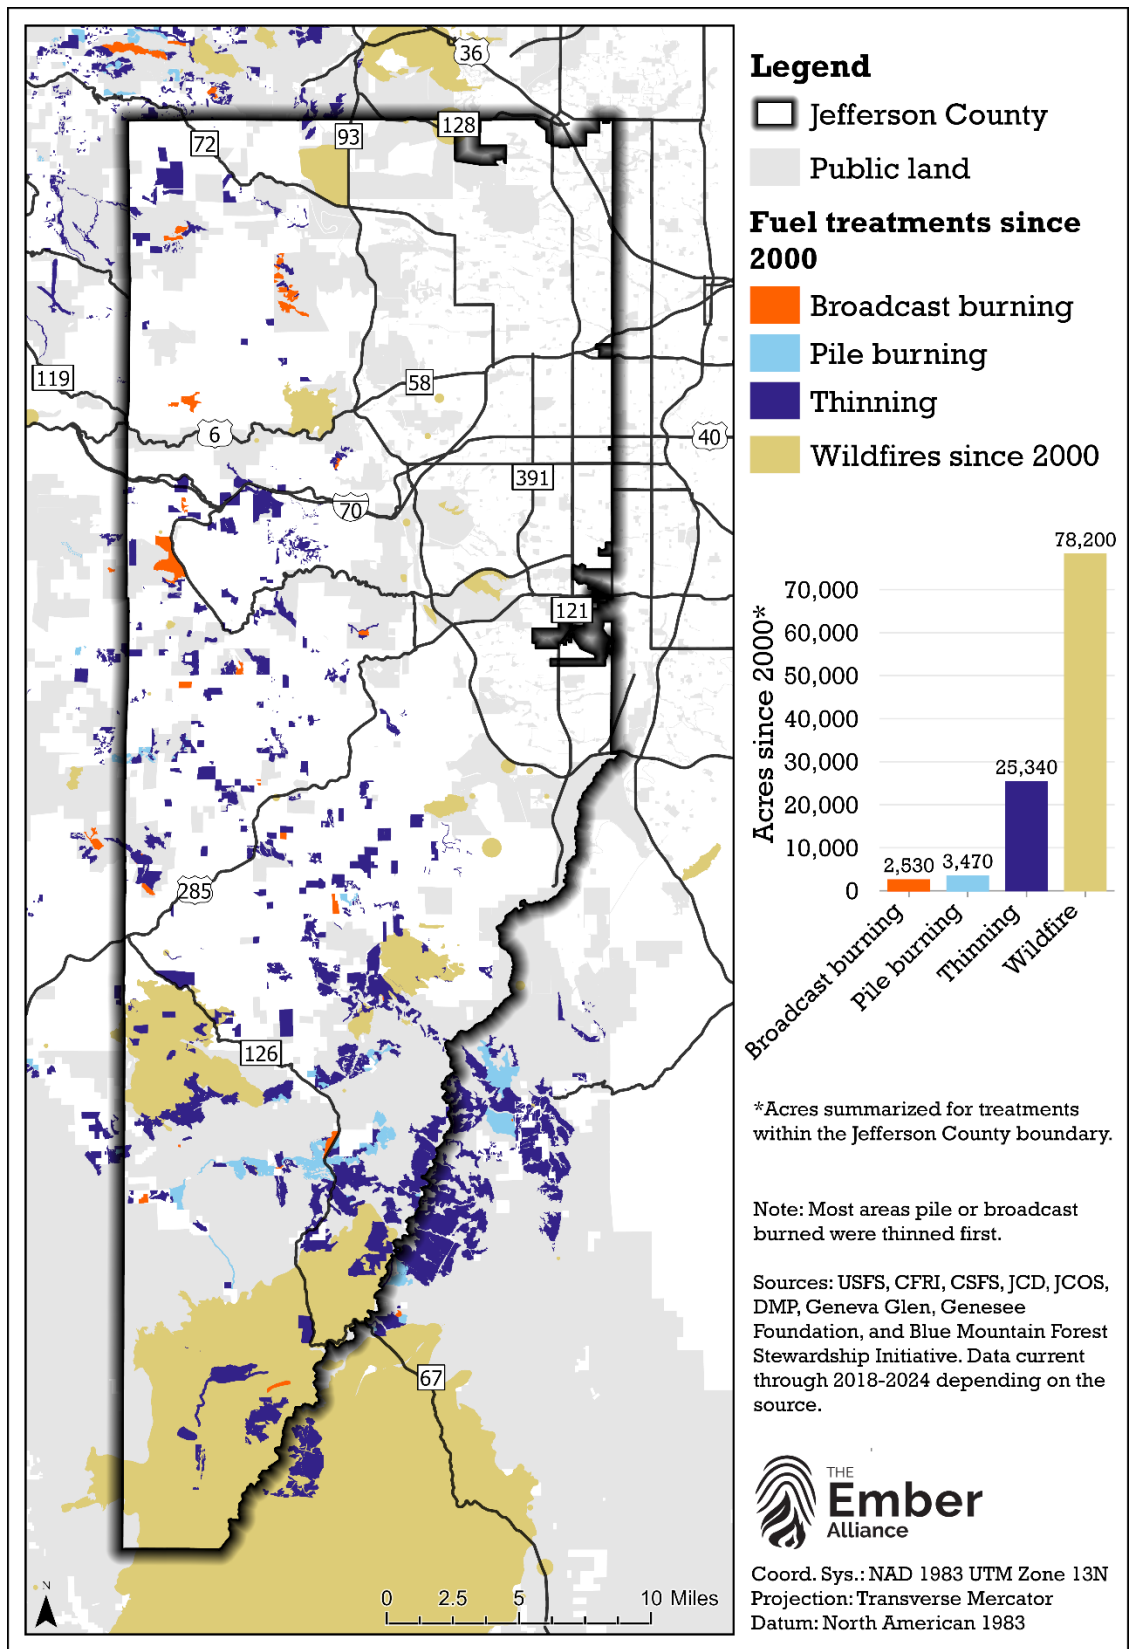 36
72
93
128
119
58
6
40
391
70
121
285
126
67
N
0 2.5 5 10 Miles
Legend
Jefferson County
Public land
Fuel treatments since
2000
Broadcast burning
Pile burning
Thinning
Wildfires since 2000
Acres since 2000*
78,200
70,000
60,000
50,000
40,000
30,000
25,340
20,000
10,000
2,530
3,470
0
Broadcast burning
Pile burning
Thinning
Wildfire
*Acres summarized for treatments
within the Jefferson County boundary.
Note: Most areas pile or broadcast
burned were thinned first.
Sources: USFS, CFRI, CSFS, JCD, JCOS,
DMP, Geneva Glen, Genesee
Foundation, and Blue Mountain Forest
Stewardship Initiative. Data current
through 2018-2024 depending on the
source.
THE
Ember
Alliance
Coord. Sys.: NAD 1983 UTM Zone 13N
Projection: Transverse Mercator
Datum: North American 1983